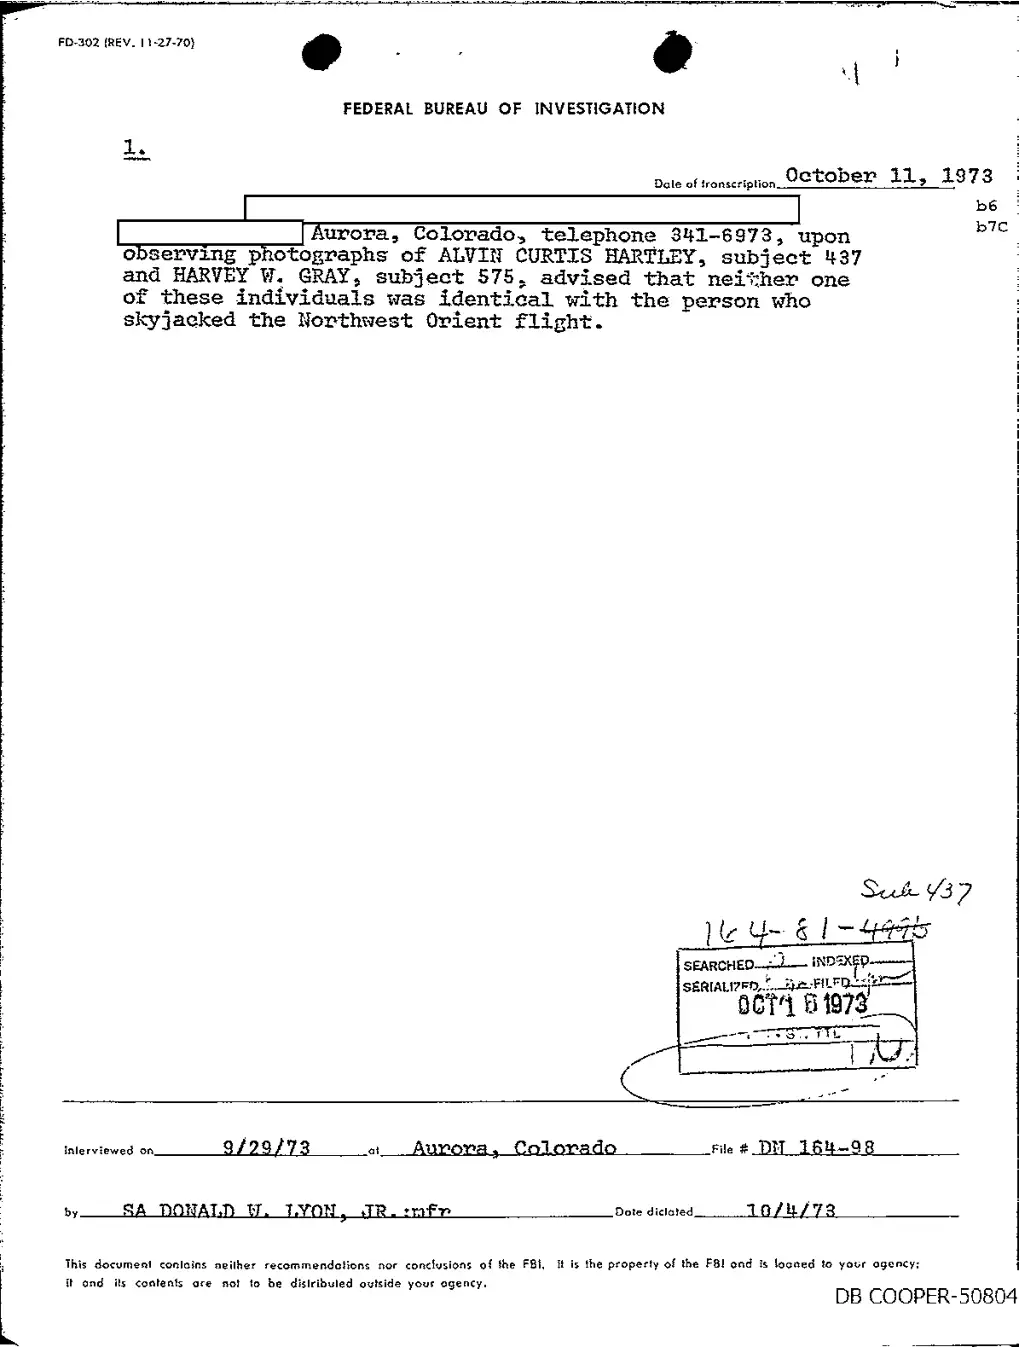 FD-302 (REV. 11-27-70)
FEDERAL BUREAU OF INVESTIGATION
1.
Date of transcription October 11, 1973
b6
b7C
Aurora, Colorado, telephone 341-6973, upon
observing photographs of ALVIN CURTIS HARTLEY, subject 437
and HARVEY W. GRAY, subject 575, advised that neither one
of these individuals was identical with the person who
skyjacked the Northwest Orient flight.
Sub 437
164-81-4996
SEARCHED INDEXED
SERIALIZED FILED
OCT 16 1973
Interviewed on 9/29/73 at Aurora, Colorado File # DN 164-98
by SA DONALD W. LYON, JR.:mfr Date dictated 10/4/73
This document contains neither recommendations nor conclusions of the FBI. It is the property of the FBI and is loaned to your agency;
it and its contents are not to be distributed outside your agency.
DB COOPER-50804